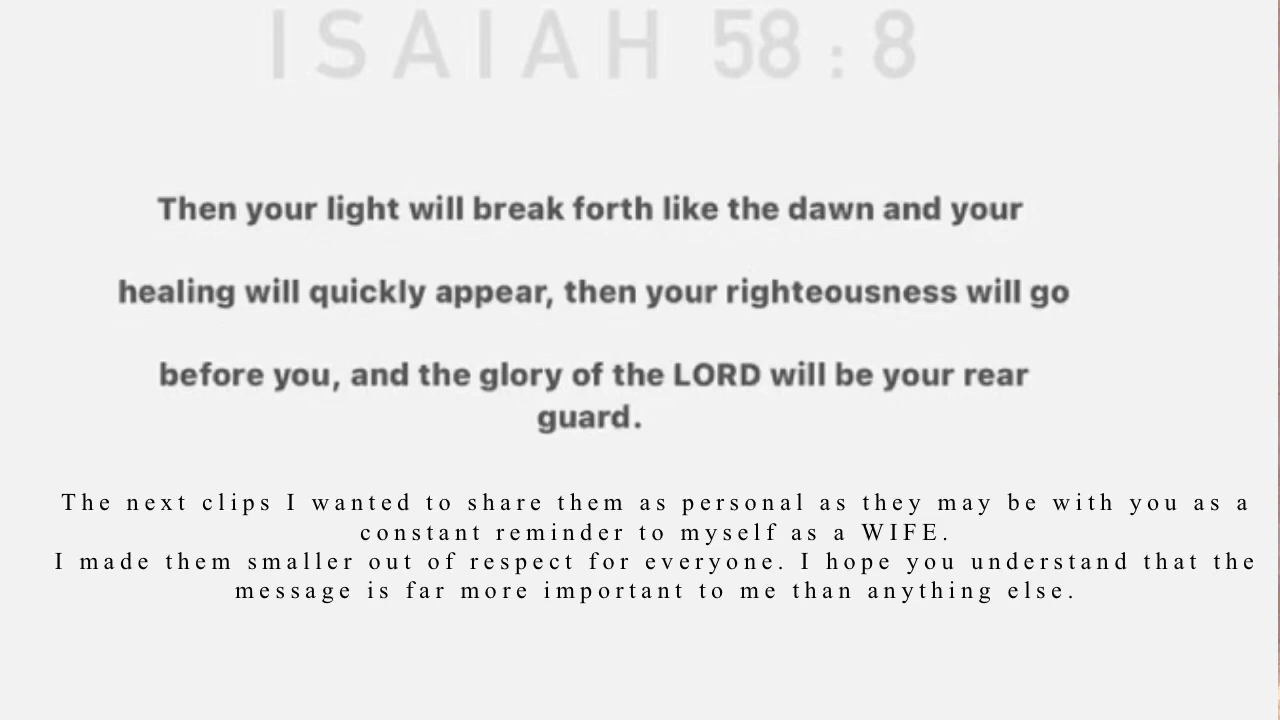 ISAIAH 58:8
Then your light will break forth like the dawn and your
healing will quickly appear, then your righteousness will go
before you, and the glory of the LORD will be your rear
guard.
The next clips I wanted to share them as personal as they may be with you as a
constant reminder to myself as a WIFE.
I made them smaller out of respect for everyone. I hope you understand that the
message is far more important to me than anything else.